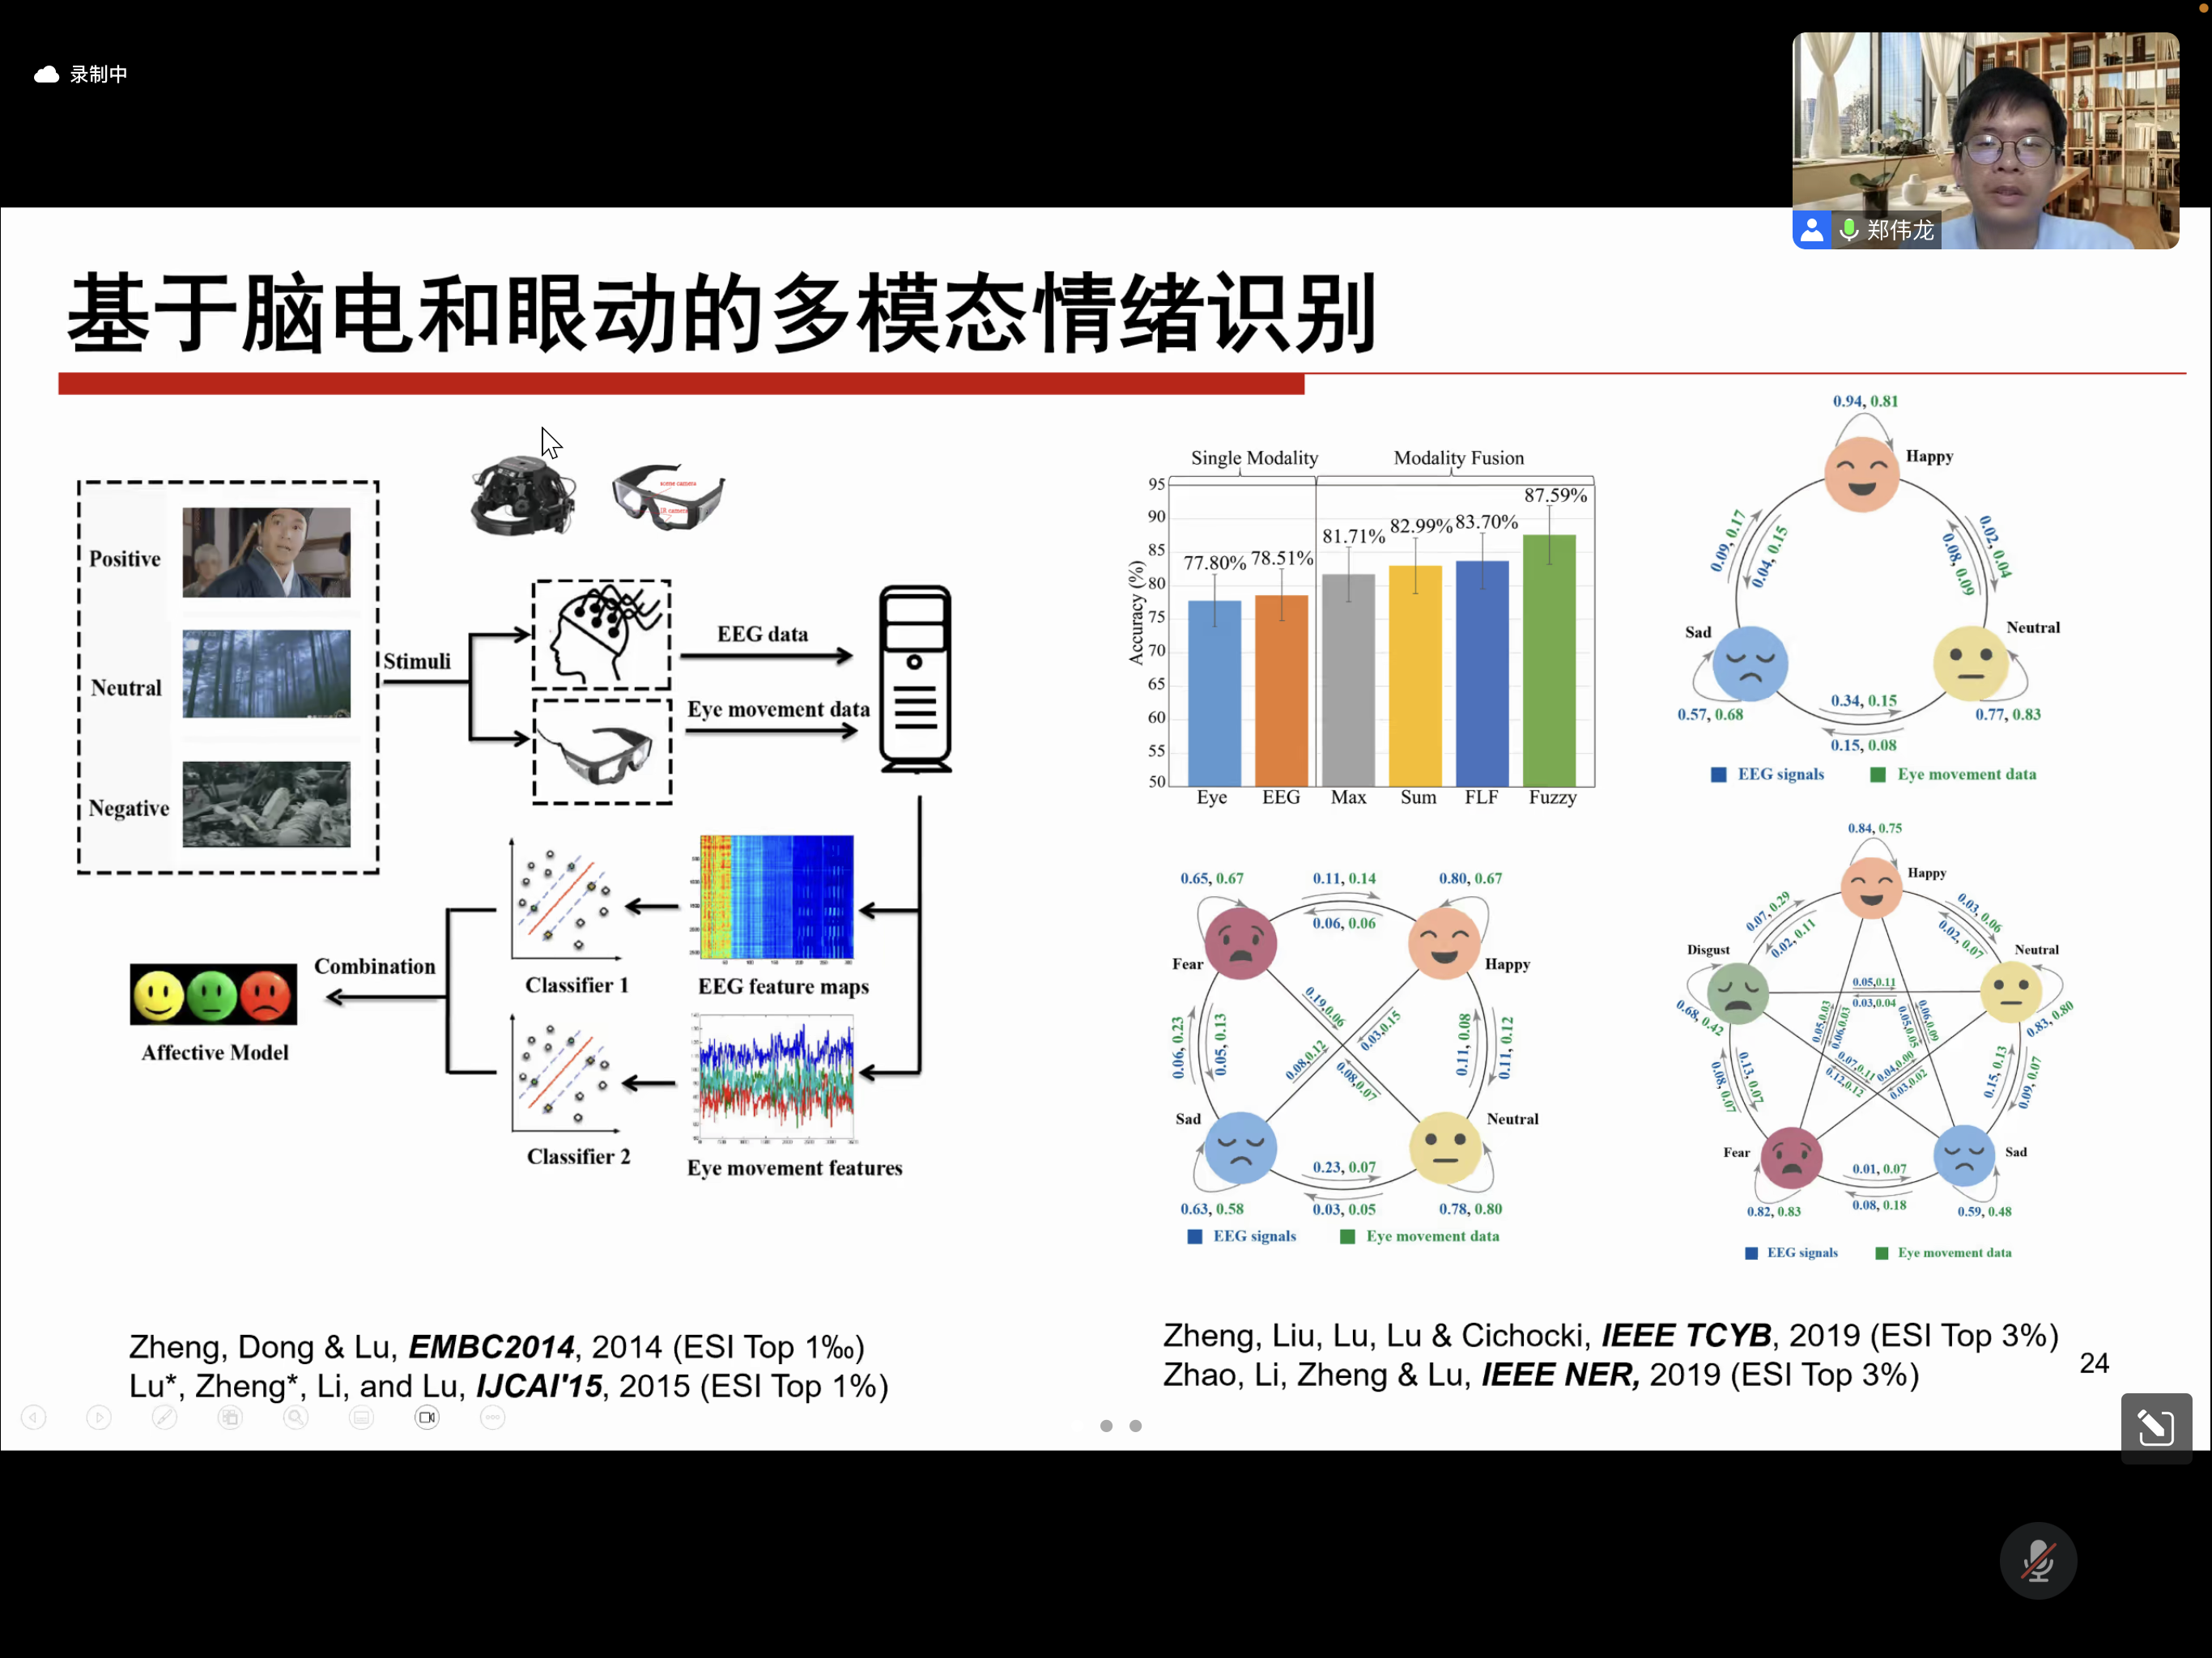 录制中
郑伟龙
基于脑电和眼动的多模态情绪识别
Positive
Neutral
Negative
Stimuli
scene camera
IR camera
EEG data
Eye movement data
Classifier 1
EEG feature maps
Combination
Affective Model
Classifier 2
Eye movement features
Single Modality
Modality Fusion
Accuracy (%)
95
90
85
80
75
70
65
60
55
50
77.80%
78.51%
81.71%
82.99%
83.70%
87.59%
Eye
EEG
Max
Sum
FLF
Fuzzy
0.94, 0.81
Happy
0.09, 0.17
0.04, 0.15
0.02, 0.04
0.08, 0.09
Sad
Neutral
0.57, 0.68
0.34, 0.15
0.77, 0.83
0.15, 0.08
EEG signals
Eye movement data
0.65, 0.67
0.11, 0.14
0.80, 0.67
0.06, 0.06
Fear
Happy
0.19,0.06
0.03,0.15
0.06, 0.23
0.05, 0.13
0.11, 0.08
0.11, 0.12
0.08,0.12
0.08,0.07
Sad
Neutral
0.23, 0.07
0.63, 0.58
0.03, 0.05
0.78, 0.80
EEG signals
Eye movement data
0.84, 0.75
Happy
0.07, 0.29
0.02, 0.11
0.03, 0.06
0.02, 0.07
Disgust
Neutral
0.05,0.11
0.03,0.04
0.68, 0.42
0.83, 0.80
0.05,0.03
0.06,0.03
0.05,0.05
0.06,0.09
0.07,0.11
0.12,0.12
0.04,0.00
0.03,0.02
0.08, 0.07
0.13, 0.07
0.15, 0.13
0.09, 0.07
Fear
Sad
0.01, 0.07
0.82, 0.83
0.08, 0.18
0.59, 0.48
EEG signals
Eye movement data
Zheng, Dong & Lu, EMBC2014, 2014 (ESI Top 1‰)
Lu*, Zheng*, Li, and Lu, IJCAI'15, 2015 (ESI Top 1%)
Zheng, Liu, Lu, Lu & Cichocki, IEEE TCYB, 2019 (ESI Top 3%)
Zhao, Li, Zheng & Lu, IEEE NER, 2019 (ESI Top 3%)
24